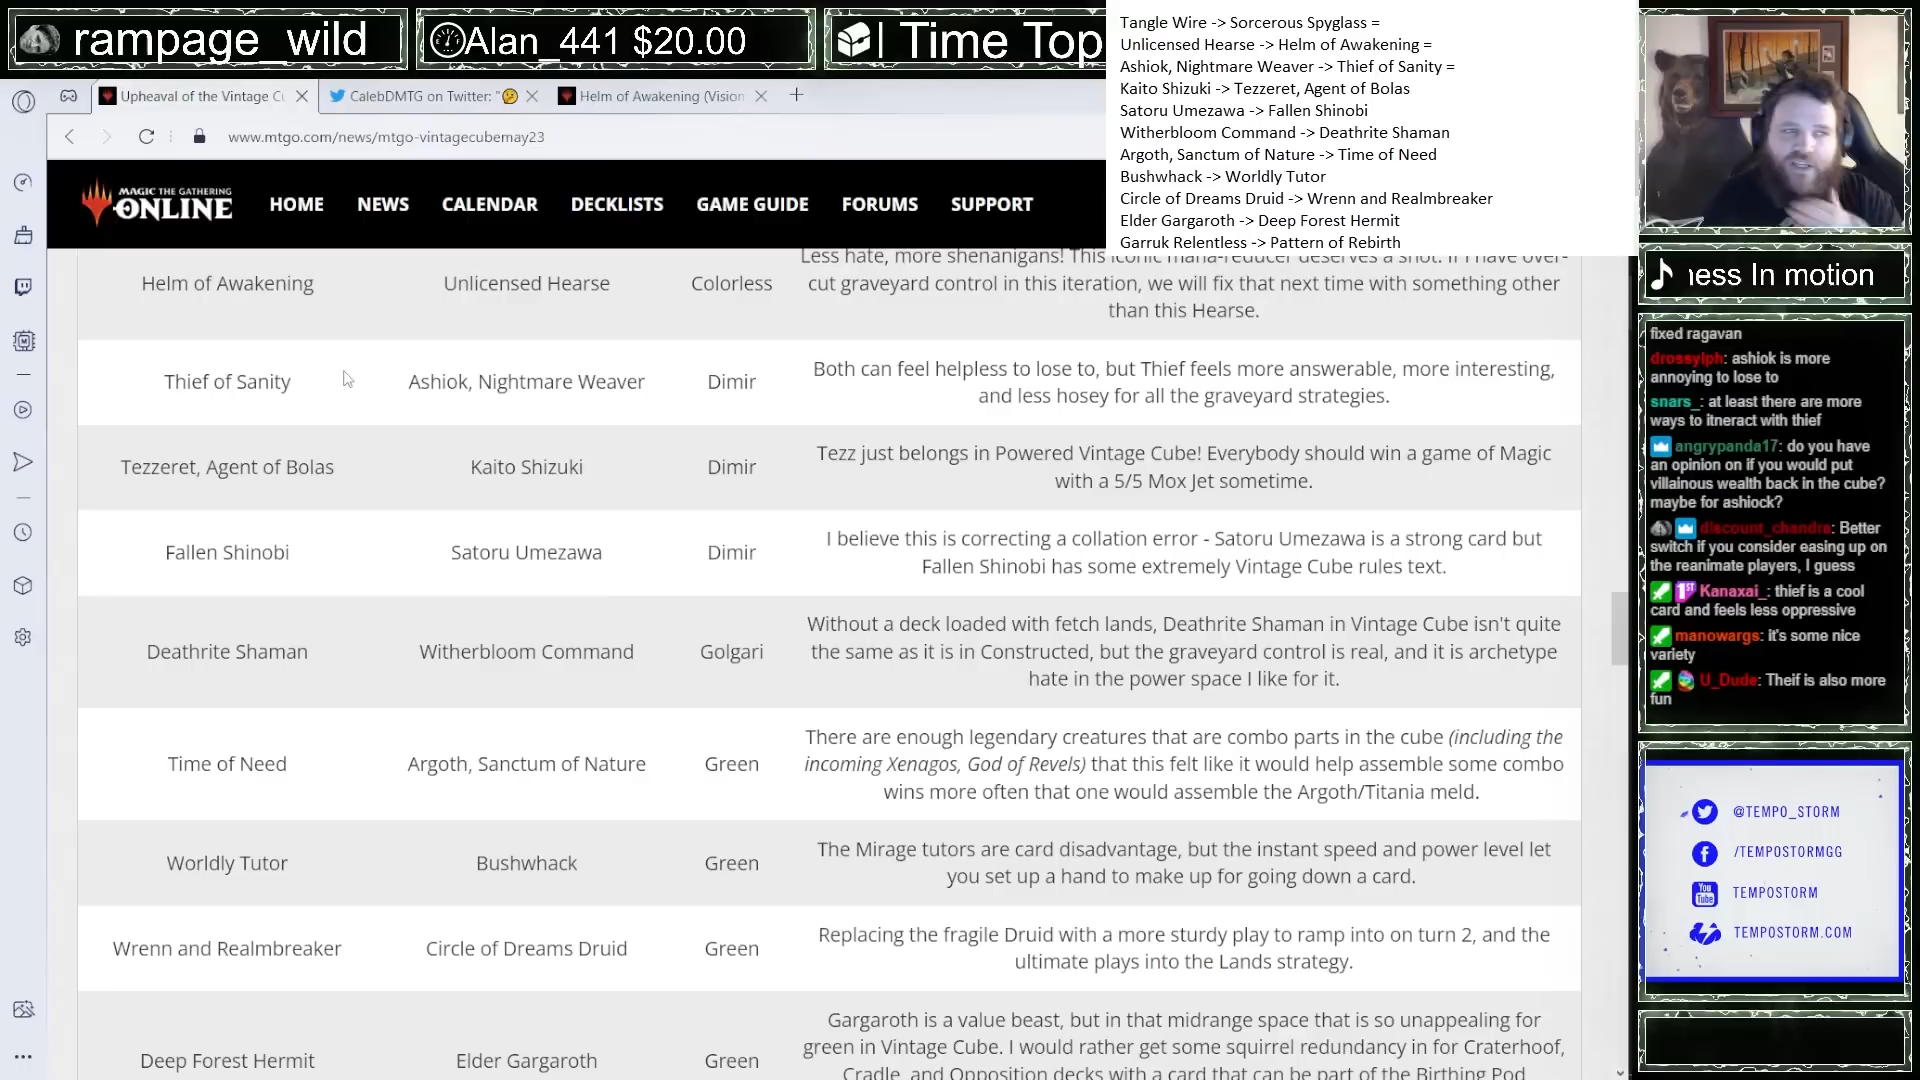 rampage_wild
Alan_441 $20.00
Time Top
Tangle Wire -> Sorcerous Spyglass =
Unlicensed Hearse -> Helm of Awakening =
Ashiok, Nightmare Weaver -> Thief of Sanity =
Kaito Shizuki -> Tezzeret, Agent of Bolas
Satoru Umezawa -> Fallen Shinobi
Witherbloom Command -> Deathrite Shaman
Argoth, Sanctum of Nature -> Time of Need
Bushwhack -> Worldly Tutor
Circle of Dreams Druid -> Wrenn and Realmbreaker
Elder Gargaroth -> Deep Forest Hermit
Garruk Relentless -> Pattern of Rebirth
Upheaval of the Vintage Cu
CalebDMTG on Twitter: "
Helm of Awakening (Vision
www.mtgo.com/news/mtgo-vintagecubemay23
MAGIC THE GATHERING
ONLINE
HOME
NEWS
CALENDAR
DECKLISTS
GAME GUIDE
FORUMS
SUPPORT
Less hate, more shenanigans! This iconic mana-reducer deserves a shot. If I have over-
Helm of Awakening
Unlicensed Hearse
Colorless
cut graveyard control in this iteration, we will fix that next time with something other
than this Hearse.
Thief of Sanity
Ashiok, Nightmare Weaver
Dimir
Both can feel helpless to lose to, but Thief feels more answerable, more interesting,
and less hosey for all the graveyard strategies.
Tezzeret, Agent of Bolas
Kaito Shizuki
Dimir
Tezz just belongs in Powered Vintage Cube! Everybody should win a game of Magic
with a 5/5 Mox Jet sometime.
Fallen Shinobi
Satoru Umezawa
Dimir
I believe this is correcting a collation error - Satoru Umezawa is a strong card but
Fallen Shinobi has some extremely Vintage Cube rules text.
Deathrite Shaman
Witherbloom Command
Golgari
Without a deck loaded with fetch lands, Deathrite Shaman in Vintage Cube isn't quite
the same as it is in Constructed, but the graveyard control is real, and it is archetype
hate in the power space I like for it.
Time of Need
Argoth, Sanctum of Nature
Green
There are enough legendary creatures that are combo parts in the cube (including the
incoming Xenagos, God of Revels) that this felt like it would help assemble some combo
wins more often that one would assemble the Argoth/Titania meld.
Worldly Tutor
Bushwhack
Green
The Mirage tutors are card disadvantage, but the instant speed and power level let
you set up a hand to make up for going down a card.
Wrenn and Realmbreaker
Circle of Dreams Druid
Green
Replacing the fragile Druid with a more sturdy play to ramp into on turn 2, and the
ultimate plays into the Lands strategy.
Deep Forest Hermit
Elder Gargaroth
Green
Gargaroth is a value beast, but in that midrange space that is so unappealing for
green in Vintage Cube. I would rather get some squirrel redundancy in for Craterhoof,
Cradle, and Opposition decks with a card that can be part of the Birthing Pod
ness In motion
fixed ragavan
drossylph: ashiok is more
annoying to lose to
snars_: at least there are more
ways to itneract with thief
angrypanda17: do you have
an opinion on if you would put
villainous wealth back in the cube?
maybe for ashiock?
discount_chandra: Better
switch if you consider easing up on
the reanimate players, I guess
1ST
Kanaxai_: thief is a cool
card and feels less oppressive
manowargs: it's some nice
variety
U_Dude: Theif is also more
fun
@TEMPO_STORM
/TEMPOSTORMGG
You
Tube
TEMPOSTORM
TEMPOSTORM.COM